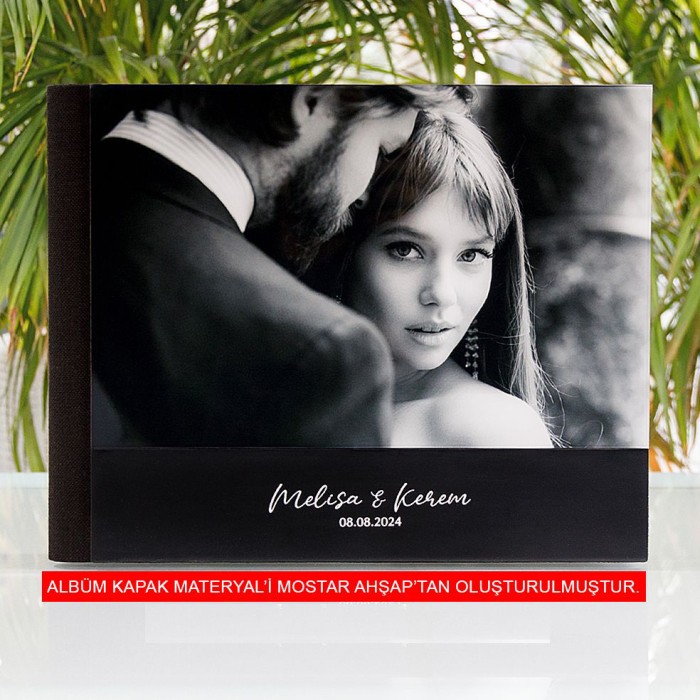 Melisa & Kerem
08.08.2024
ALBÜM KAPAK MATERYAL'İ MOSTAR AHŞAP'TAN OLUŞTURULMUŞTUR.